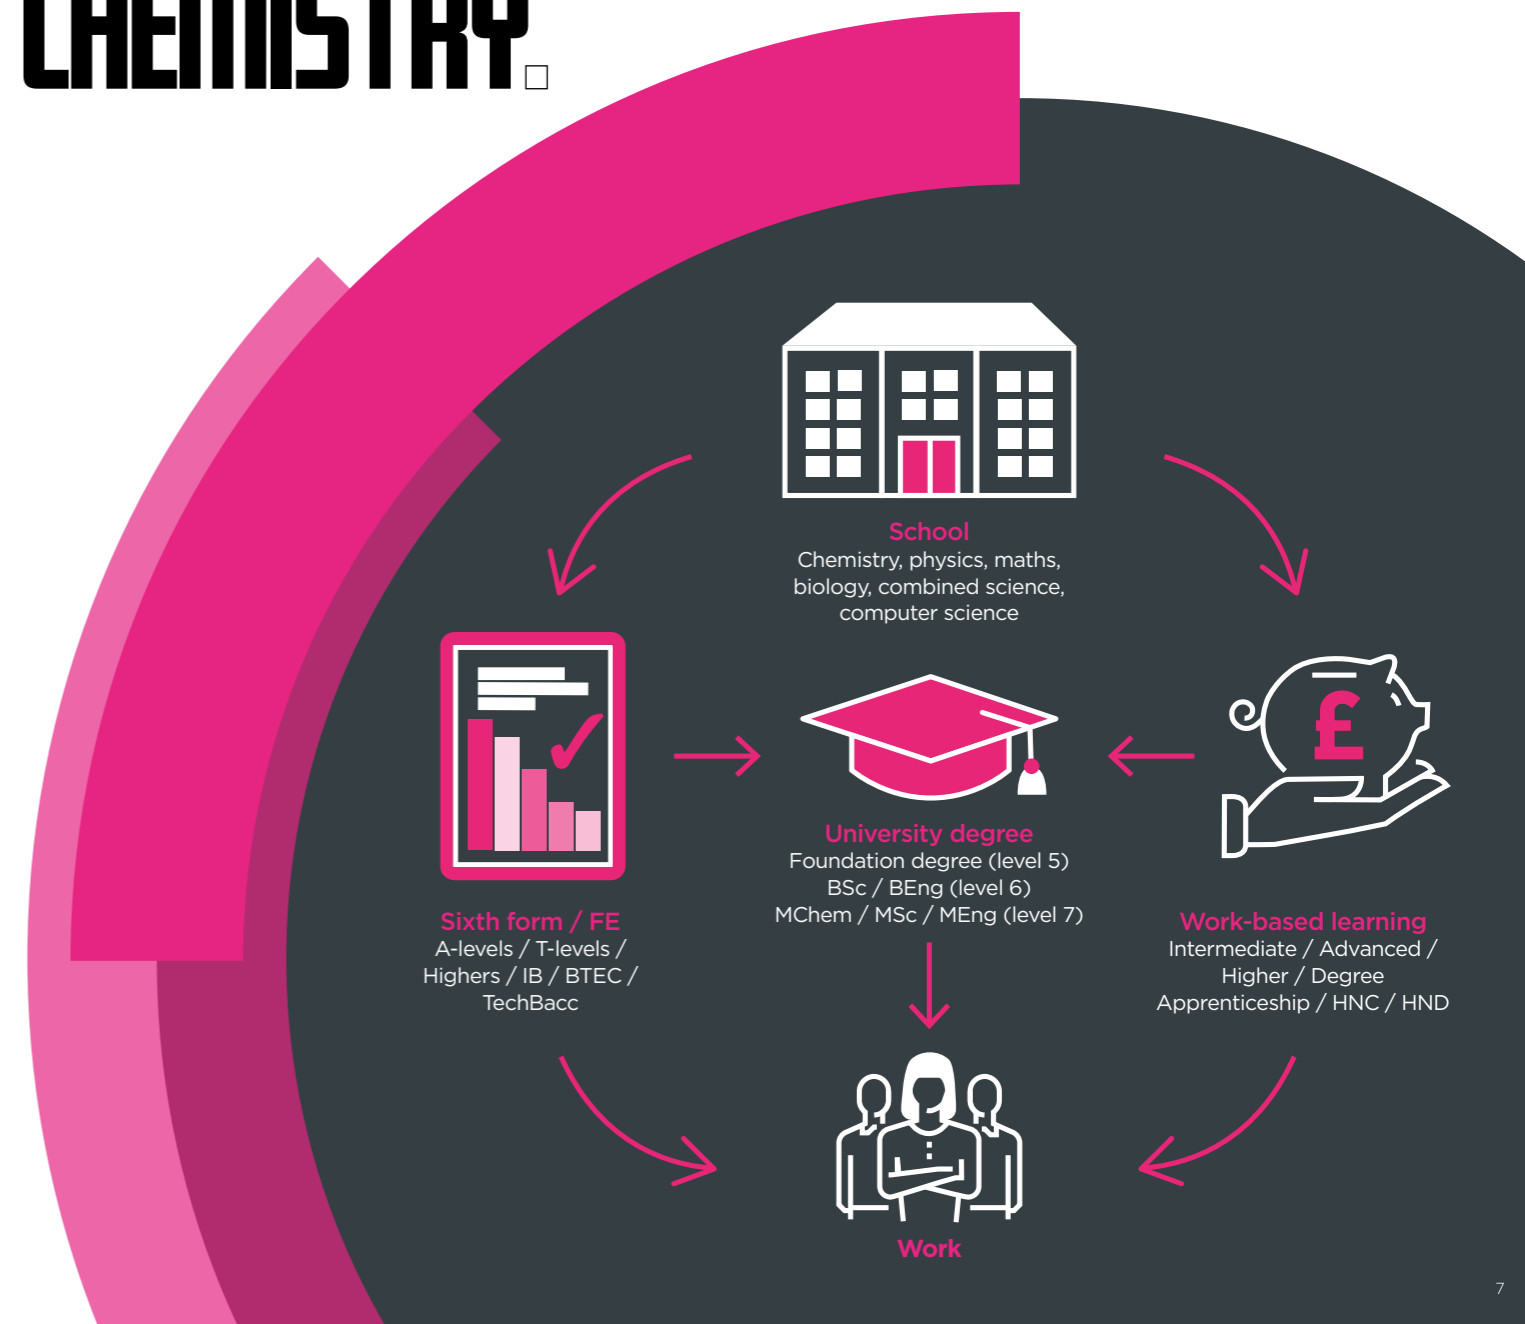 CHEMISTRY
School
Chemistry, physics, maths,
biology, combined science,
computer science
£
University degree
Foundation degree (level 5)
BSc / BEng (level 6)
MChem / MSc / MEng (level 7)
Sixth form / FE
A-levels / T-levels /
Highers / IB / BTEC /
TechBacc
Work-based learning
Intermediate / Advanced /
Higher / Degree
Apprenticeship / HNC / HND
Work
7